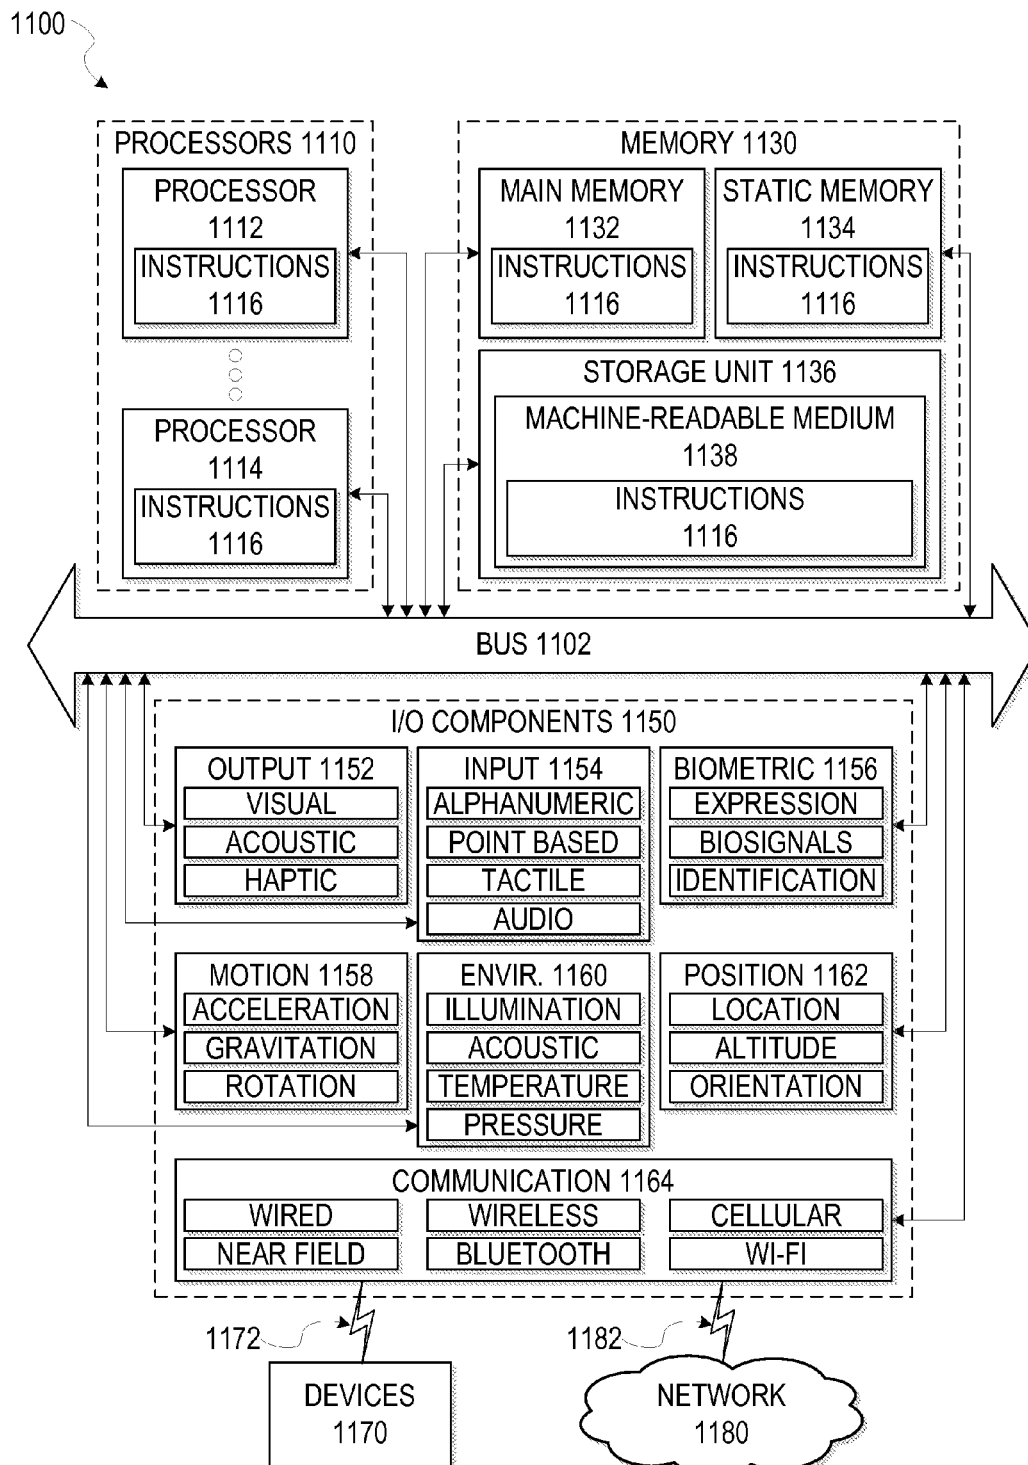 1100
PROCESSORS 1110
PROCESSOR
1112
INSTRUCTIONS
1116
PROCESSOR
1114
INSTRUCTIONS
1116
MEMORY 1130
MAIN MEMORY
1132
INSTRUCTIONS
1116
STATIC MEMORY
1134
INSTRUCTIONS
1116
STORAGE UNIT 1136
MACHINE-READABLE MEDIUM
1138
INSTRUCTIONS
1116
BUS 1102
I/O COMPONENTS 1150
OUTPUT 1152
VISUAL
ACOUSTIC
HAPTIC
INPUT 1154
ALPHANUMERIC
POINT BASED
TACTILE
AUDIO
BIOMETRIC 1156
EXPRESSION
BIOSIGNALS
IDENTIFICATION
MOTION 1158
ACCELERATION
GRAVITATION
ROTATION
ENVIR. 1160
ILLUMINATION
ACOUSTIC
TEMPERATURE
PRESSURE
POSITION 1162
LOCATION
ALTITUDE
ORIENTATION
COMMUNICATION 1164
WIRED
WIRELESS
CELLULAR
NEAR FIELD
BLUETOOTH
WI-FI
1172
1182
DEVICES
1170
NETWORK
1180